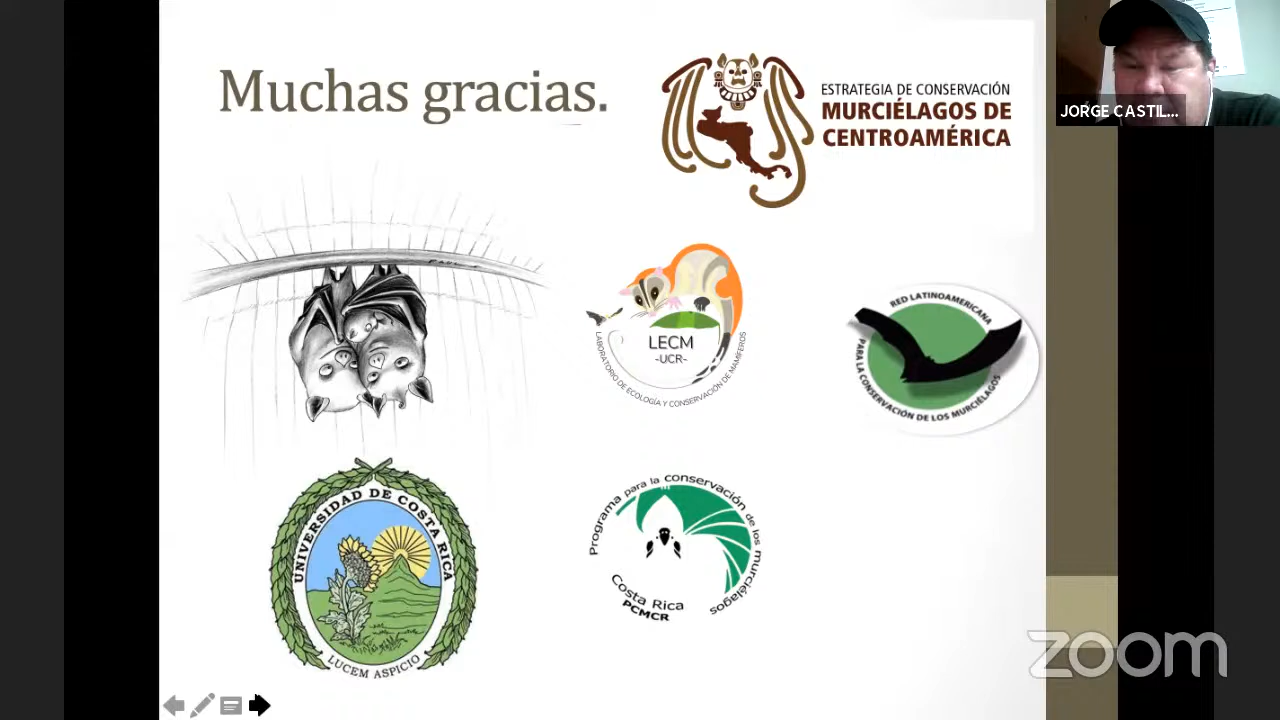 Muchas gracias.
ESTRATEGIA DE CONSERVACIÓN
MURCIÉLAGOS DE
CENTROAMÉRICA
JORGE CASTIL...
LECM
-UCR-
LABORATORIO DE ECOLOGÍA Y CONSERVACIÓN DE MAMÍFEROS
RED LATINOAMERICANA
PARA LA CONSERVACIÓN DE LOS MURCIÉLAGOS
UNIVERSIDAD DE COSTA RICA
LUCEM ASPICIO
Programa para la conservación de los murciélagos
Costa Rica
PCMCR
zoom